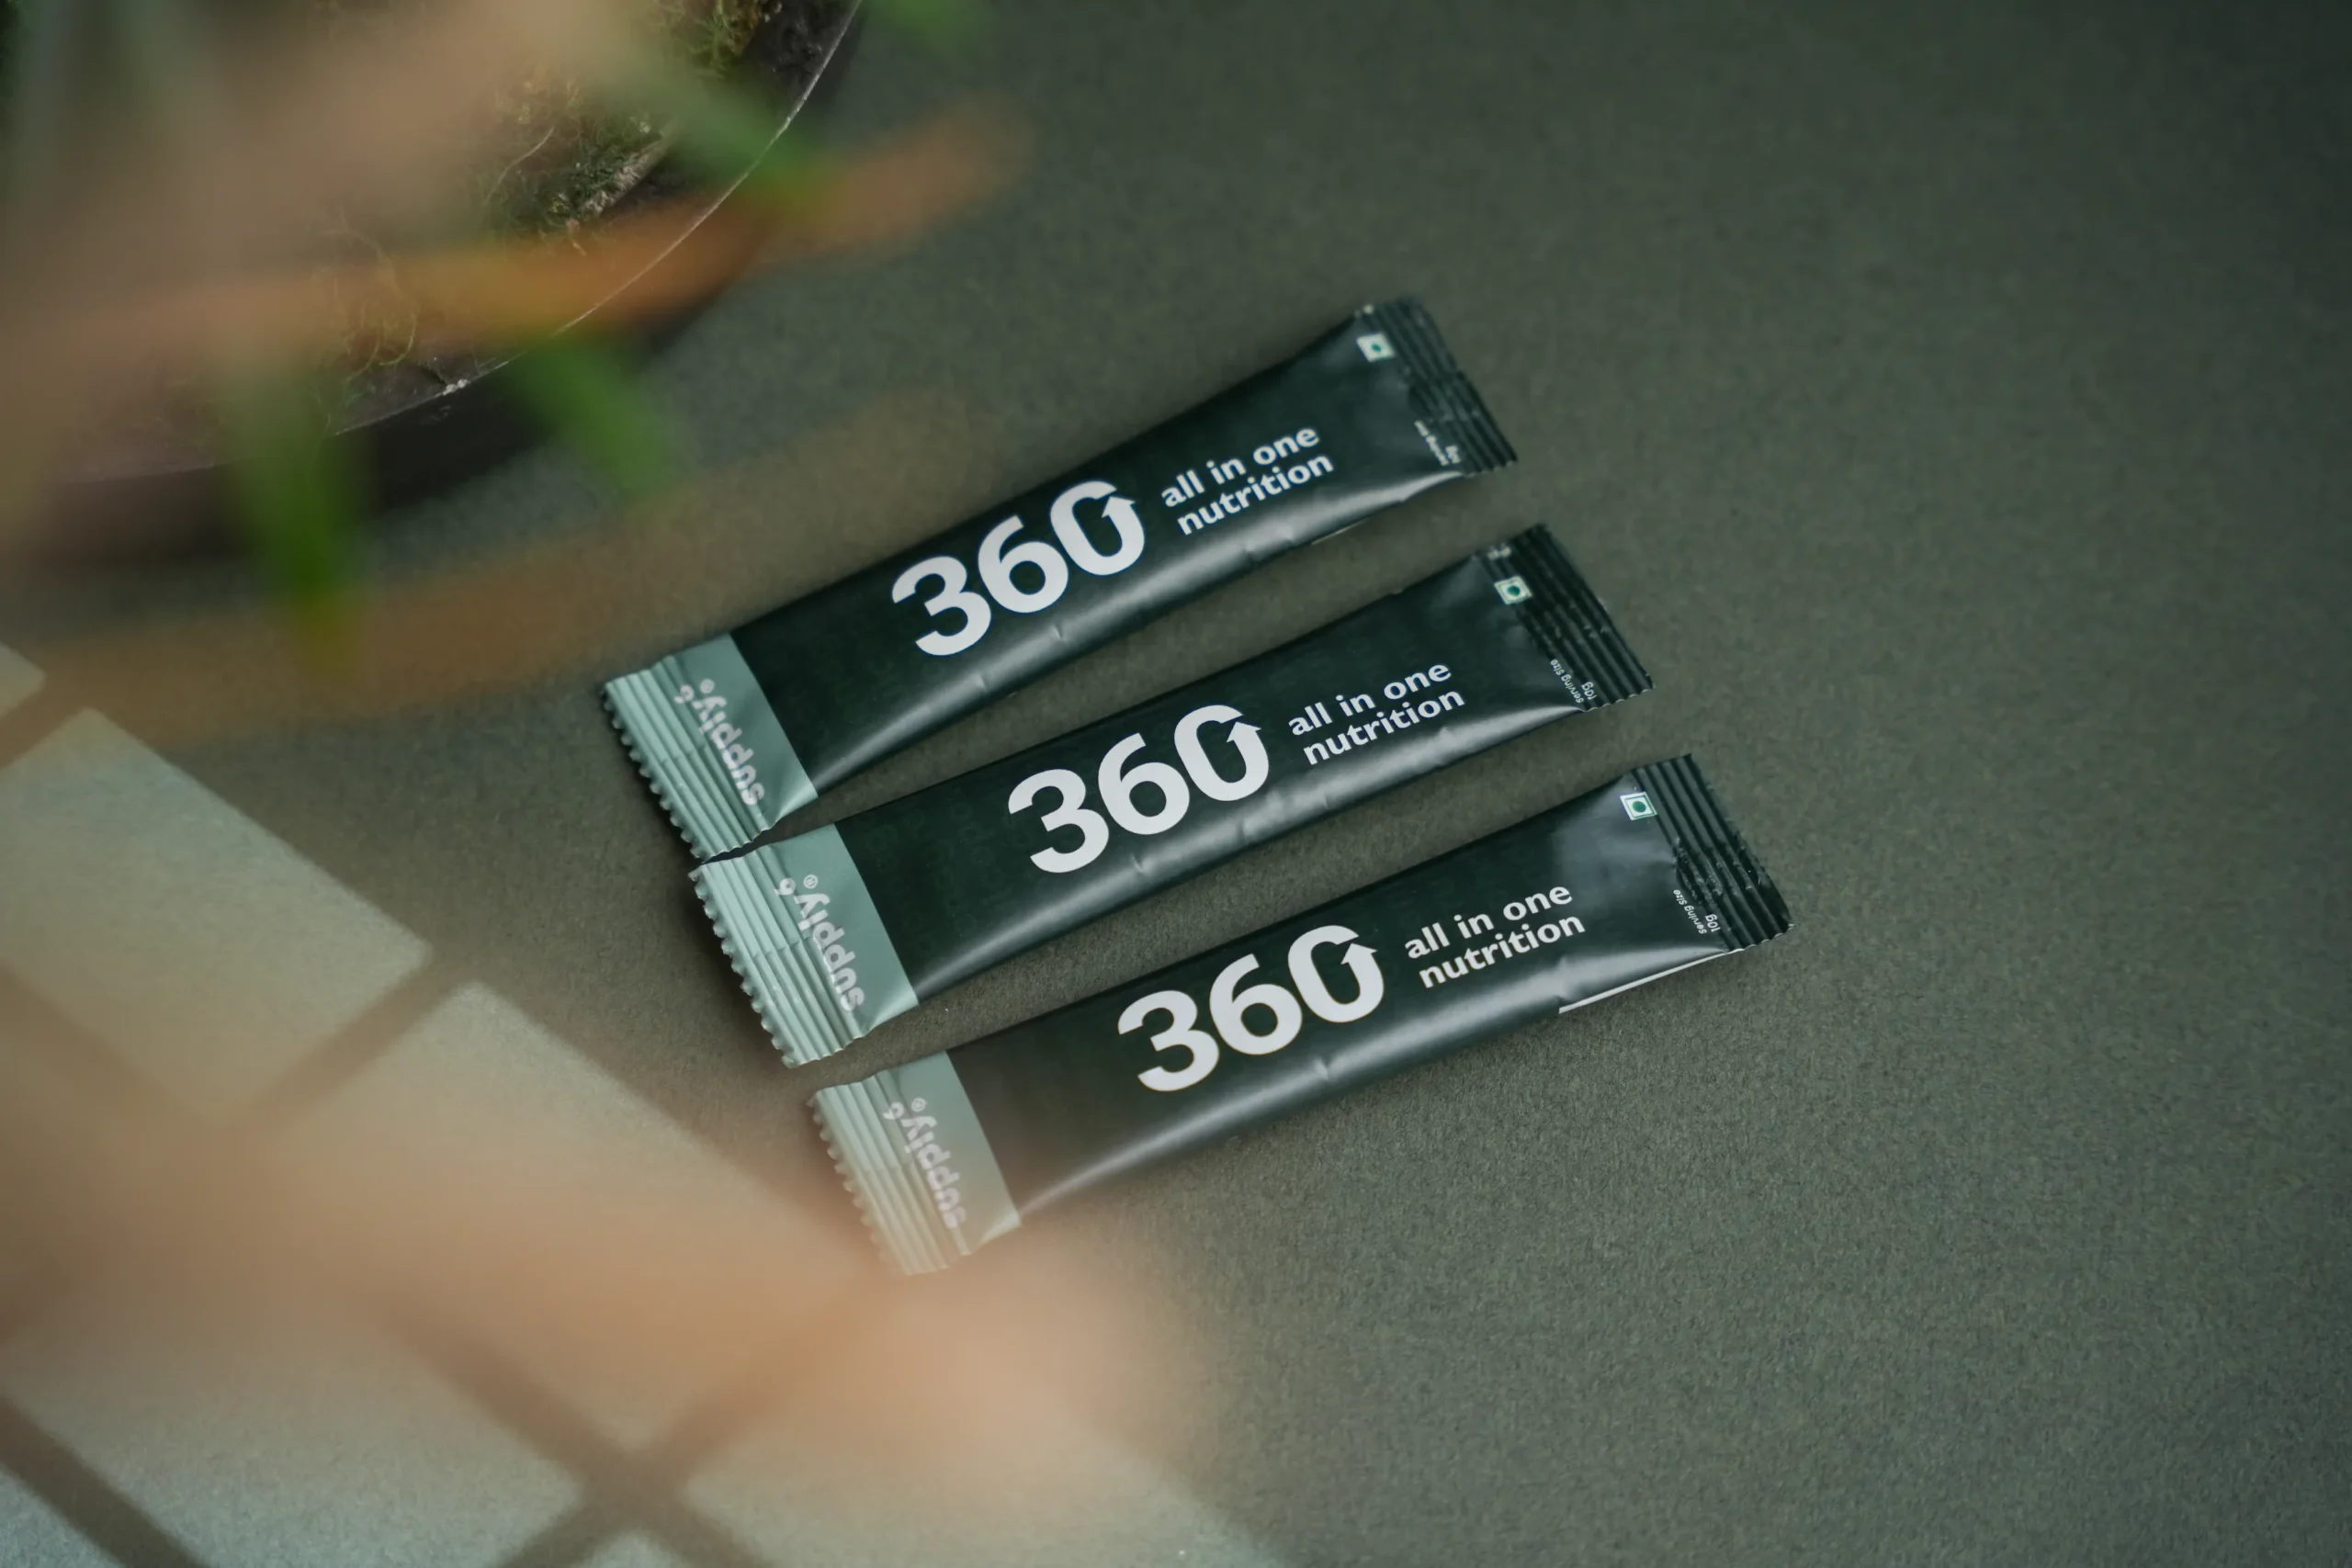 360
all in one
nutrition
supply6®
360
all in one
nutrition
serving size
10g
supply6®
360
all in one
nutrition
serving size
10g
supply6®